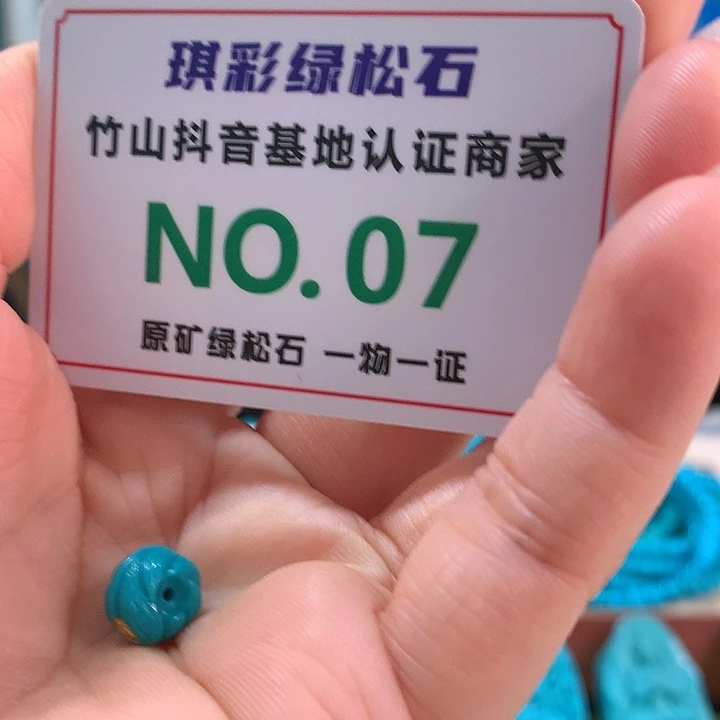 琪彩绿松石
竹山抖音基地认证商家
NO. 07
原矿绿松石 一物一证